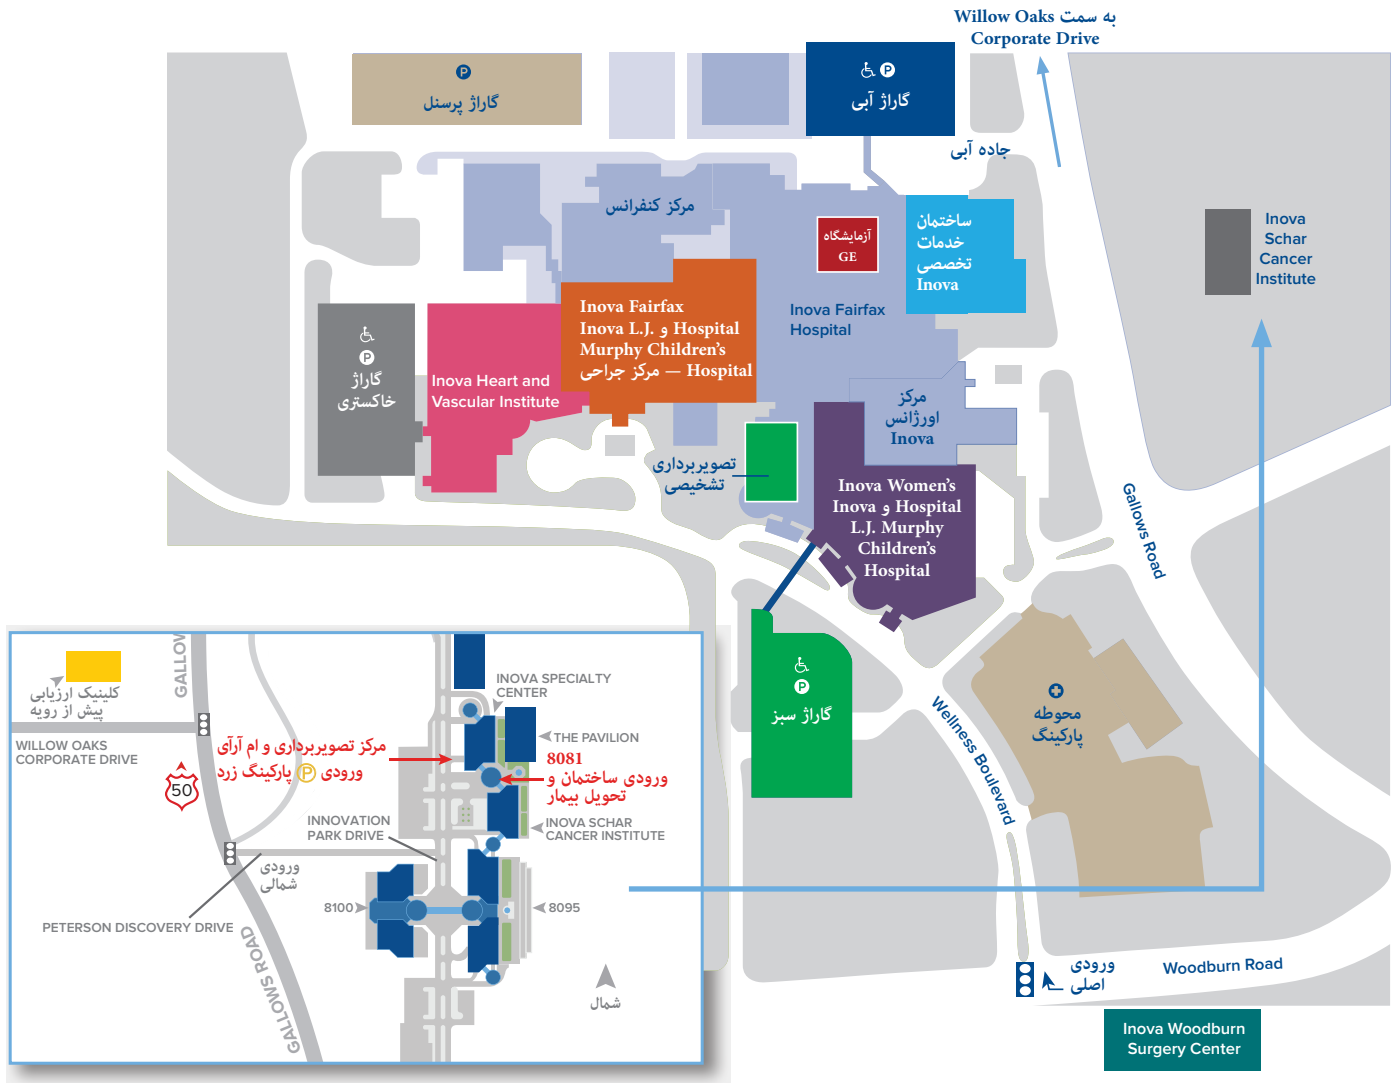 به سمت Willow Oaks
Corporate Drive
گاراژ پرسنل
گاراژ آبی
جاده آبی
مرکز کنفرانس
آزمایشگاه
GE
ساختمان
خدمات
تخصصی
Inova
Inova
Schar
Cancer
Institute
Inova Fairfax
Hospital
Inova Fairfax
Hospital و Inova L.J.
Murphy Children’s
Hospital — مرکز جراحی
گاراژ
خاکستری
Inova Heart and
Vascular Institute
مرکز
اورژانس
Inova
تصویربرداری
تشخیصی
Inova Women’s
Hospital و Inova
L.J. Murphy
Children’s
Hospital
Gallows Road
گاراژ سبز
محوطه
پارکینگ
Wellness Boulevard
ورودی
اصلی
Woodburn Road
Inova Woodburn
Surgery Center
کلینیک ارزیابی
پیش از رویه
GALLOW
WILLOW OAKS
CORPORATE DRIVE
50
INOVA SPECIALTY
CENTER
THE PAVILION
مرکز تصویربرداری و ام آرآی
ورودی P پارکینگ زرد
8081
ورودی ساختمان و
تحویل بیمار
INNOVATION
PARK DRIVE
INOVA SCHAR
CANCER INSTITUTE
ورودی
شمالی
8100
8095
PETERSON DISCOVERY DRIVE
GALLOWS ROAD
شمال